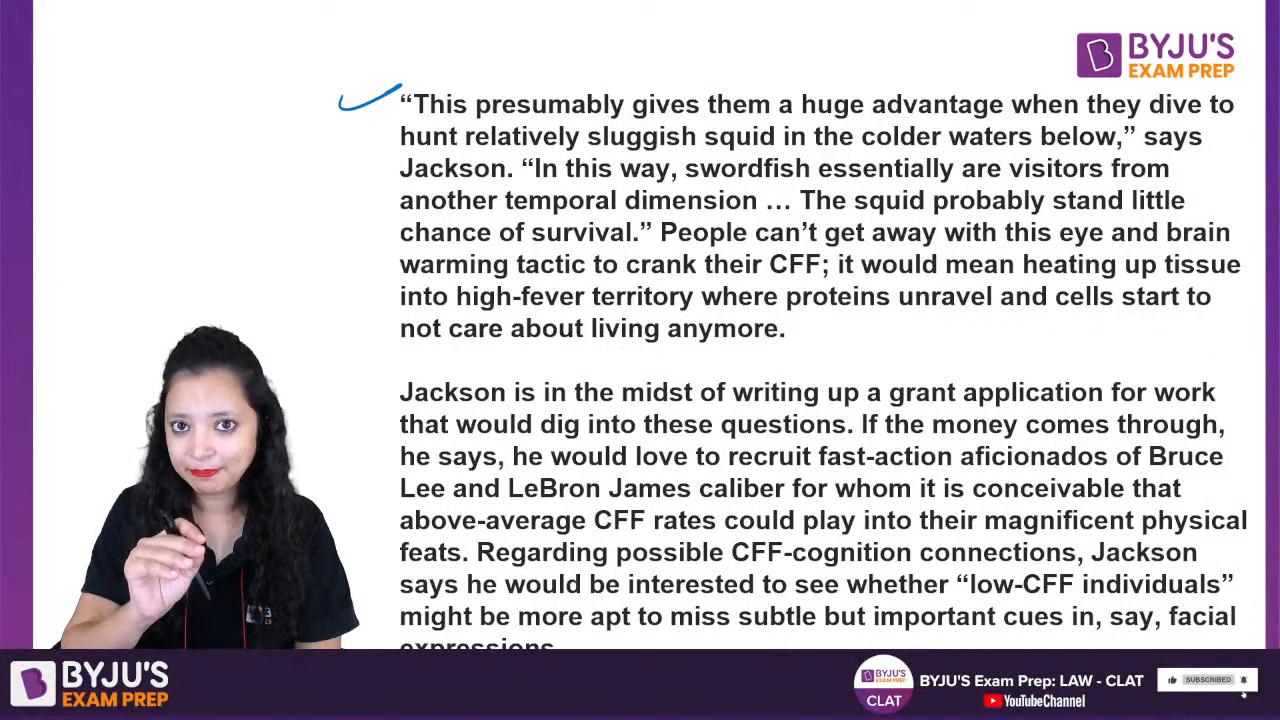 BYJU'S
EXAM PREP
“This presumably gives them a huge advantage when they dive to
hunt relatively sluggish squid in the colder waters below,” says
Jackson. “In this way, swordfish essentially are visitors from
another temporal dimension … The squid probably stand little
chance of survival.” People can’t get away with this eye and brain
warming tactic to crank their CFF; it would mean heating up tissue
into high-fever territory where proteins unravel and cells start to
not care about living anymore.
Jackson is in the midst of writing up a grant application for work
that would dig into these questions. If the money comes through,
he says, he would love to recruit fast-action aficionados of Bruce
Lee and LeBron James caliber for whom it is conceivable that
above-average CFF rates could play into their magnificent physical
feats. Regarding possible CFF-cognition connections, Jackson
says he would be interested to see whether “low-CFF individuals”
might be more apt to miss subtle but important cues in, say, facial
expressions.
BYJU'S
EXAM PREP
BYJU'S
EXAM PREP
CLAT
BYJU'S Exam Prep: LAW - CLAT
YouTubeChannel
SUBSCRIBED